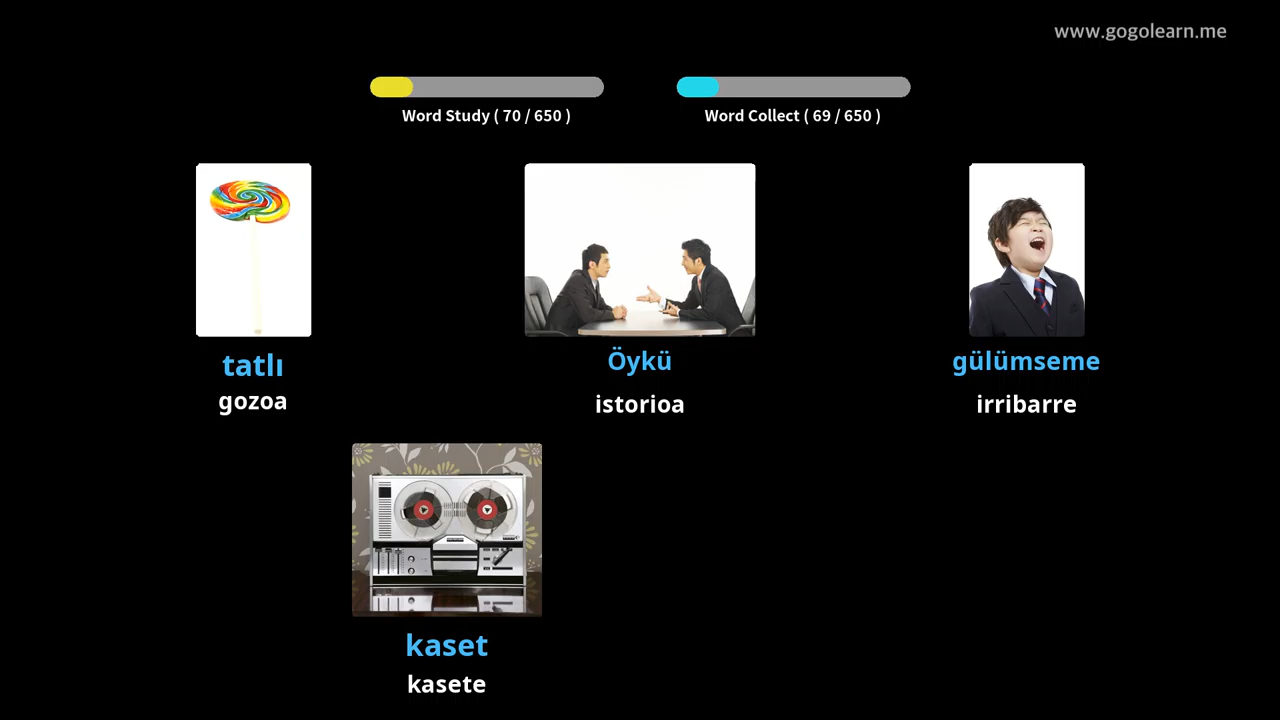 www.gogolearn.me
Word Study ( 70 / 650 )
Word Collect ( 69 / 650 )
tatlı
gozoa
Öykü
istorioa
gülümseme
irribarre
kaset
kasete